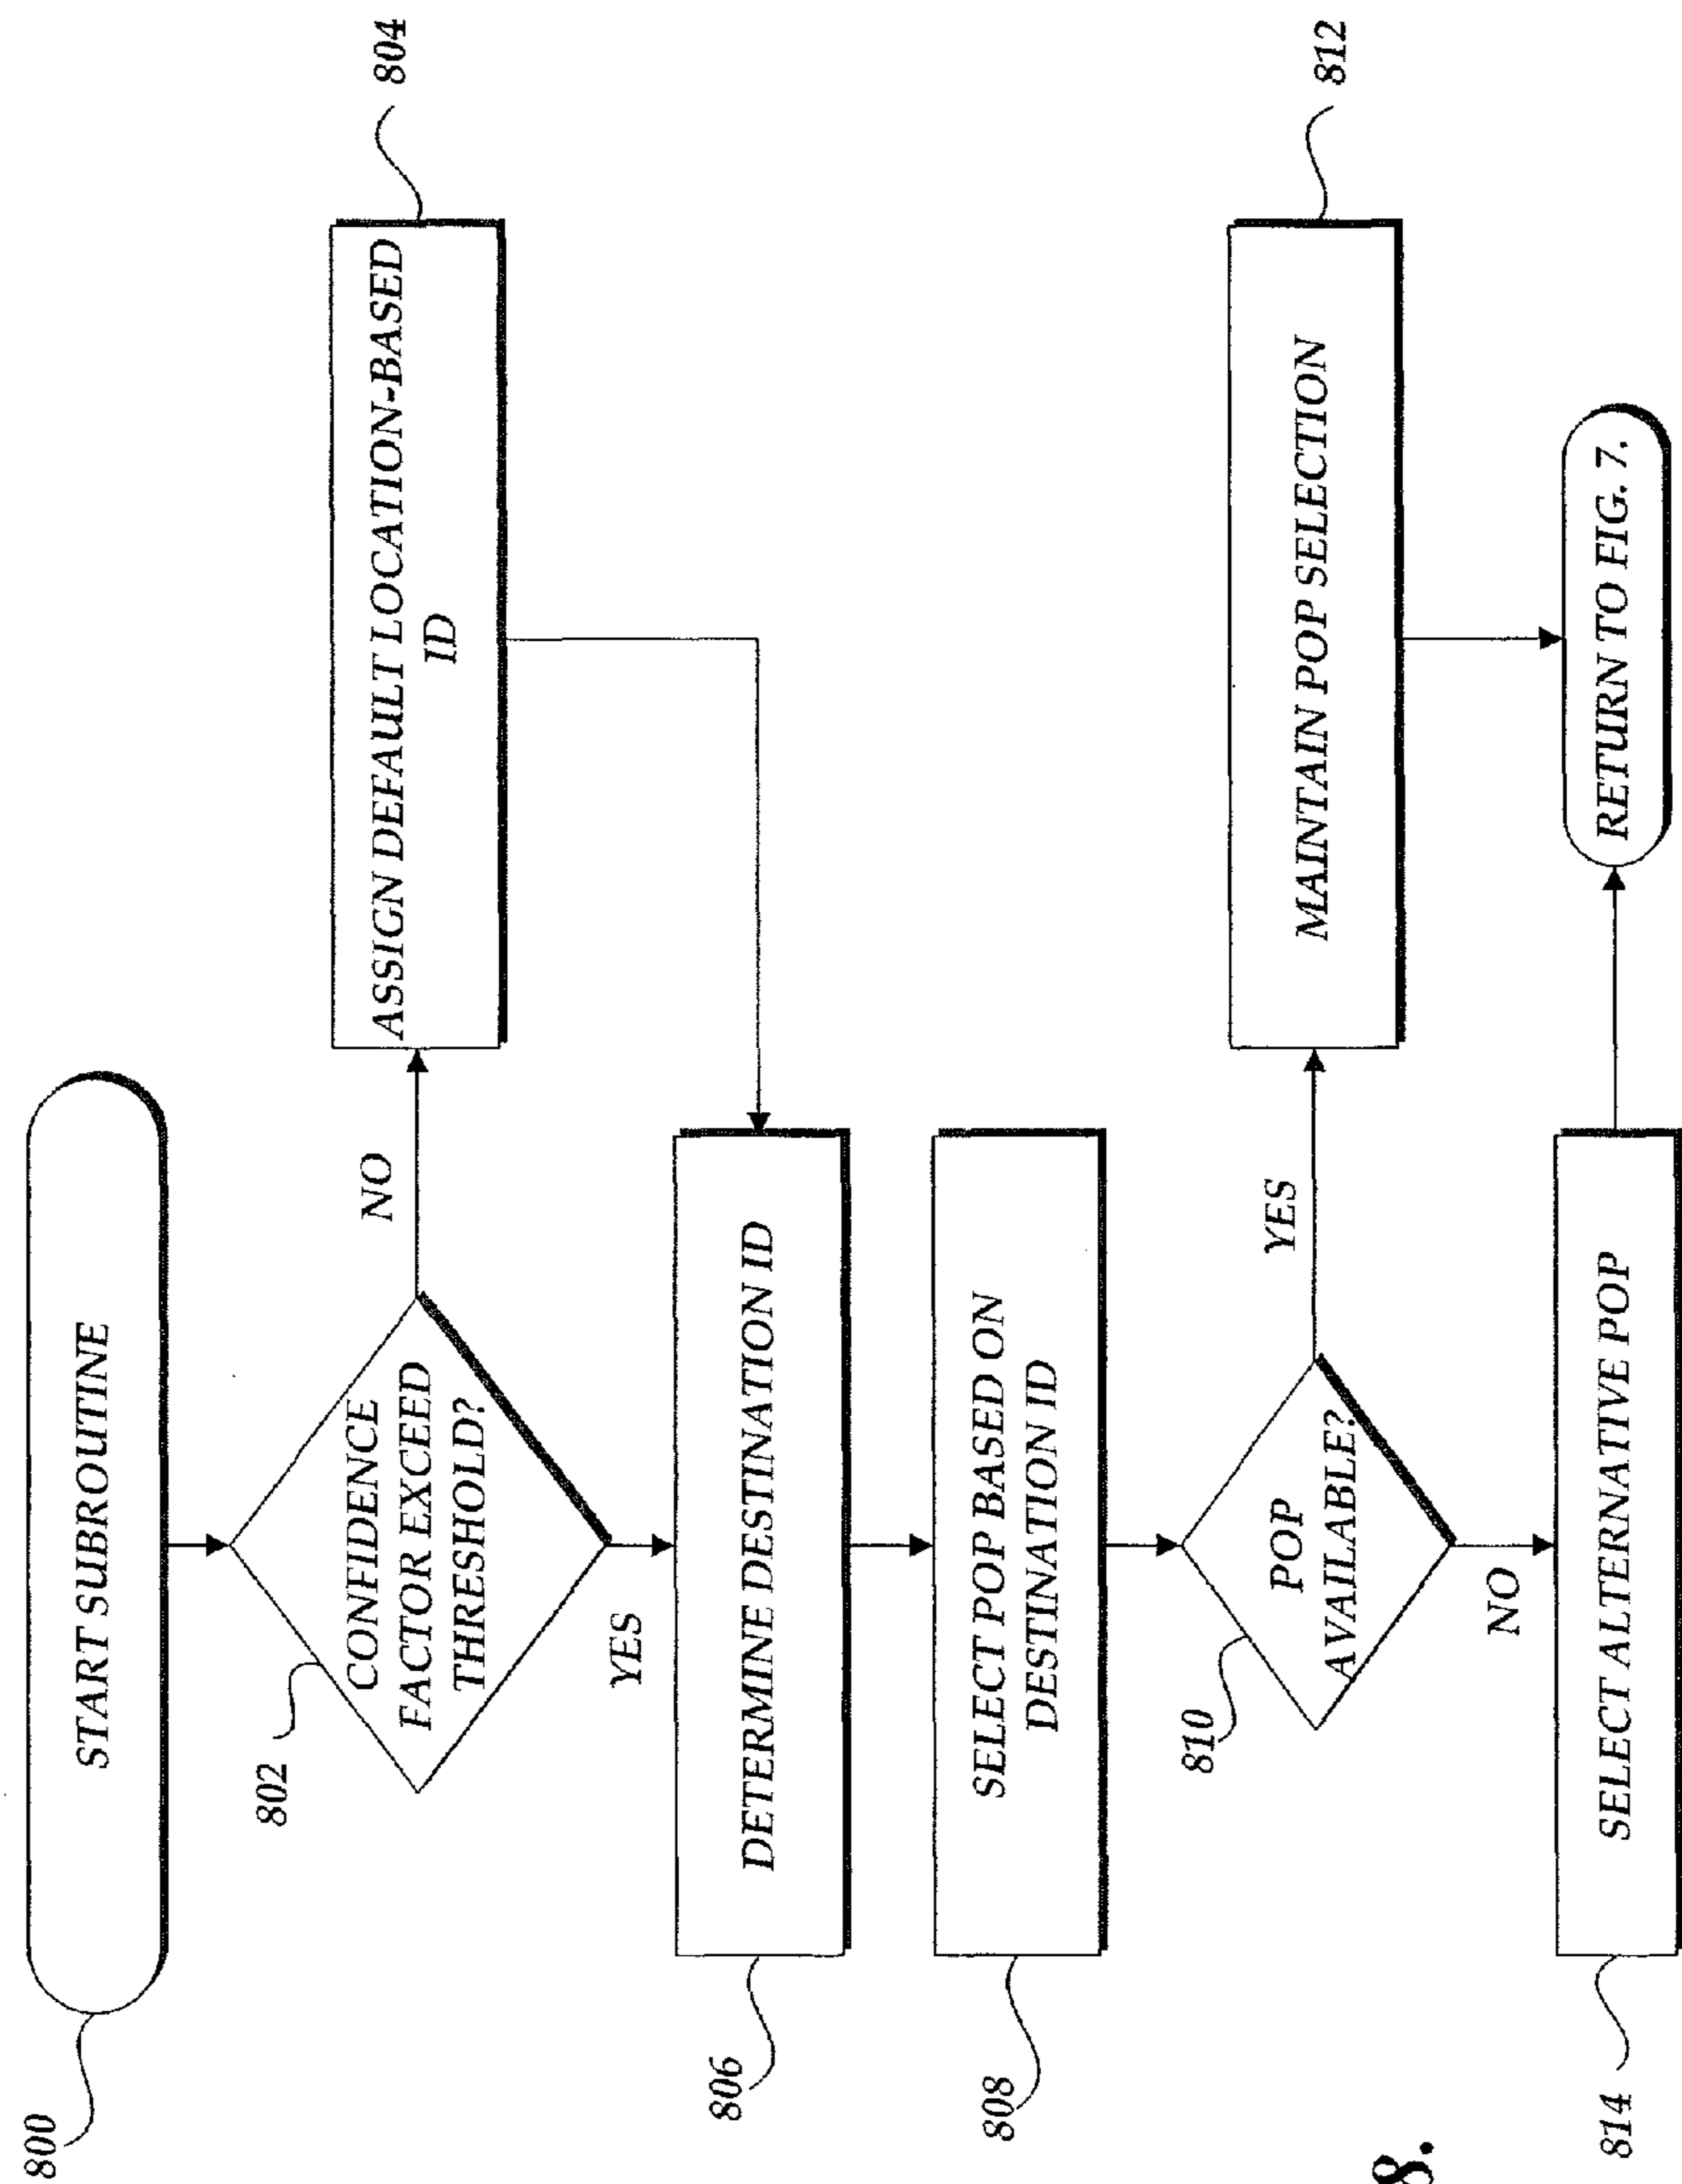 800
START SUBROUTINE
802
CONFIDENCE
FACTOR EXCEED
THRESHOLD?
NO
804
ASSIGN DEFAULT LOCATION-BASED
ID
YES
806
DETERMINE DESTINATION ID
808
SELECT POP BASED ON
DESTINATION ID
810
POP
AVAILABLE?
YES
812
MAINTAIN POP SELECTION
NO
814
SELECT ALTERNATIVE POP
RETURN TO FIG. 7.
8.